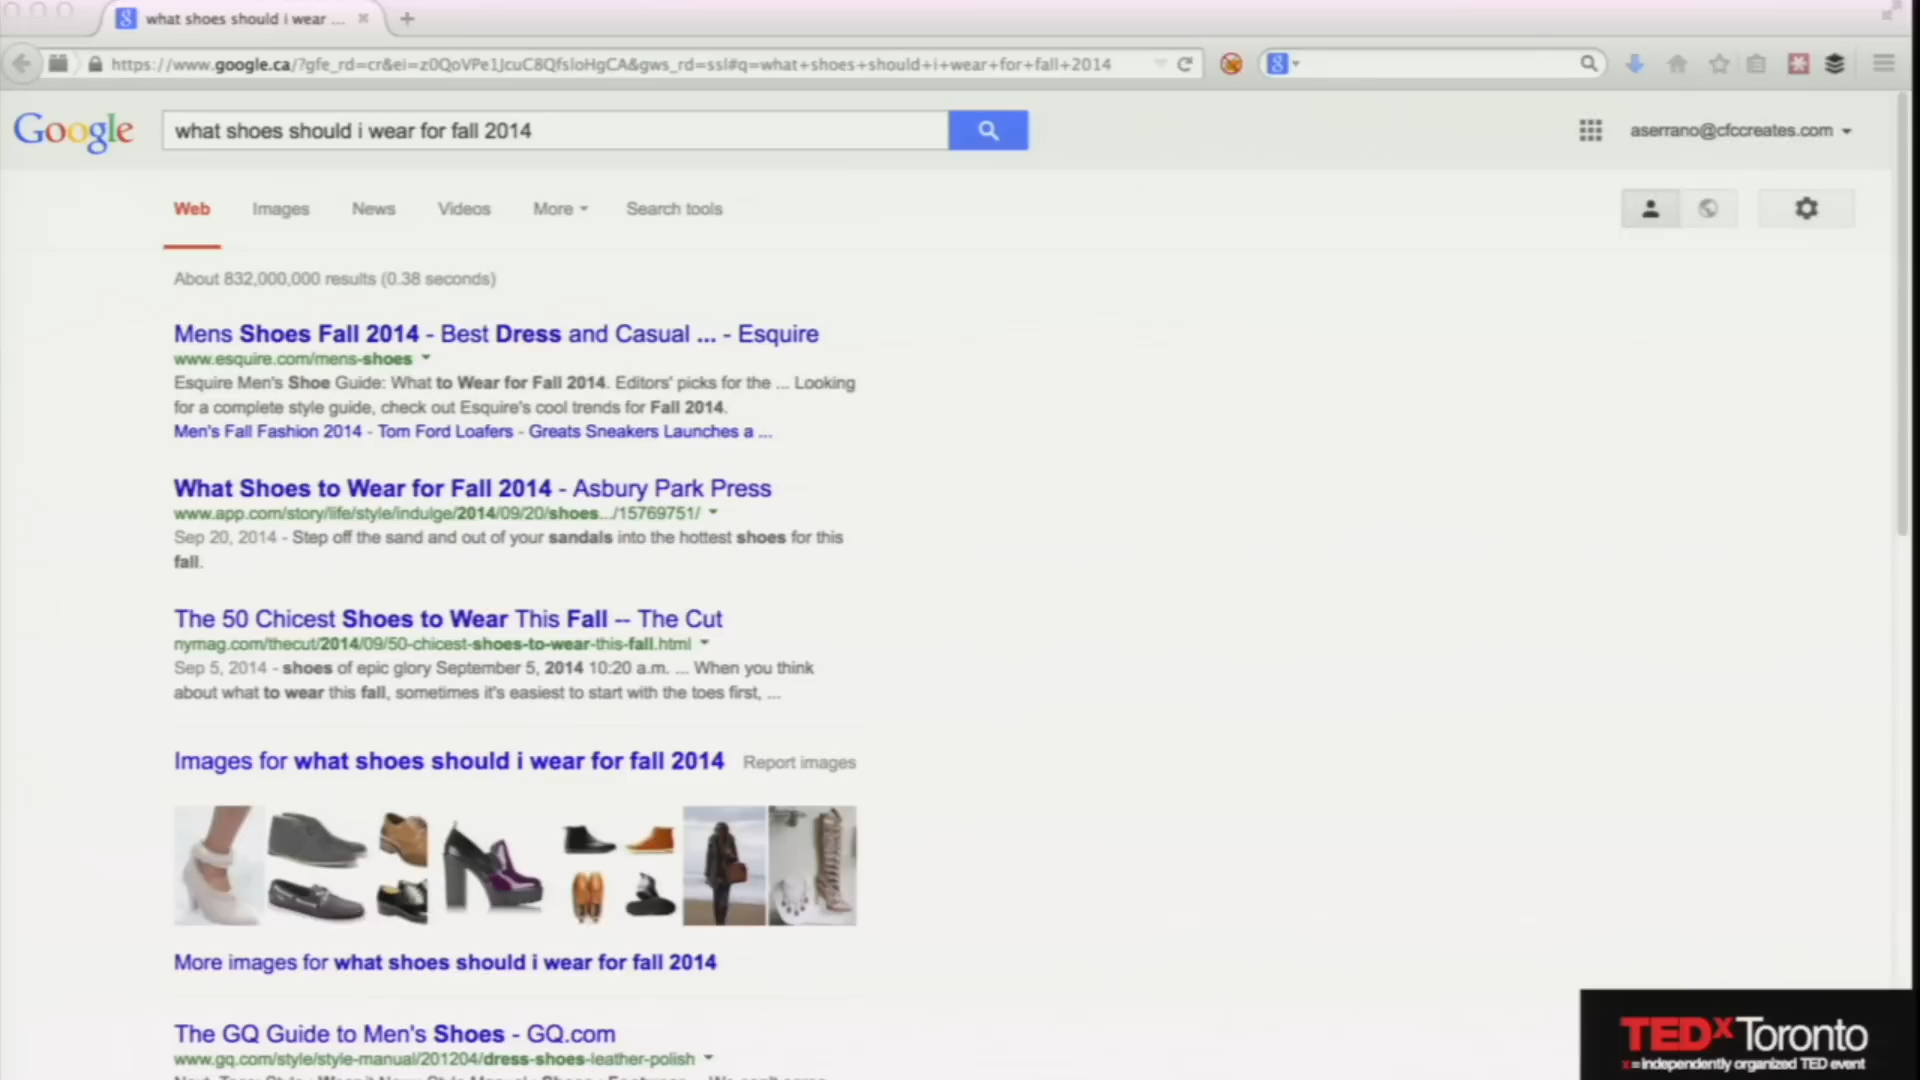 what shoes should i wear ...
https://www.google.ca/?gfe_rd=cr&ei=z0QoVPe1JcuC8QfsloHgCA&gws_rd=ssl#q=what+shoes+should+i+wear+for+fall+2014
Google
what shoes should i wear for fall 2014
aserrano@cfccreates.com
Web Images News Videos More Search tools
About 832,000,000 results (0.38 seconds)
Mens Shoes Fall 2014 - Best Dress and Casual ... - Esquire
www.esquire.com/mens-shoes
Esquire Men's Shoe Guide: What to Wear for Fall 2014. Editors' picks for the ... Looking
for a complete style guide, check out Esquire's cool trends for Fall 2014.
Men's Fall Fashion 2014 - Tom Ford Loafers - Greats Sneakers Launches a ...
What Shoes to Wear for Fall 2014 - Asbury Park Press
www.app.com/story/life/style/indulge/2014/09/20/shoes.../15769751/
Sep 20, 2014 - Step off the sand and out of your sandals into the hottest shoes for this
fall.
The 50 Chicest Shoes to Wear This Fall -- The Cut
nymag.com/thecut/2014/09/50-chicest-shoes-to-wear-this-fall.html
Sep 5, 2014 - shoes of epic glory September 5, 2014 10:20 a.m. ... When you think
about what to wear this fall, sometimes it's easiest to start with the toes first, ...
Images for what shoes should i wear for fall 2014 Report images
More images for what shoes should i wear for fall 2014
The GQ Guide to Men's Shoes - GQ.com
www.gq.com/style/style-manual/201204/dress-shoes-leather-polish
TEDxToronto
x = independently organized TED event